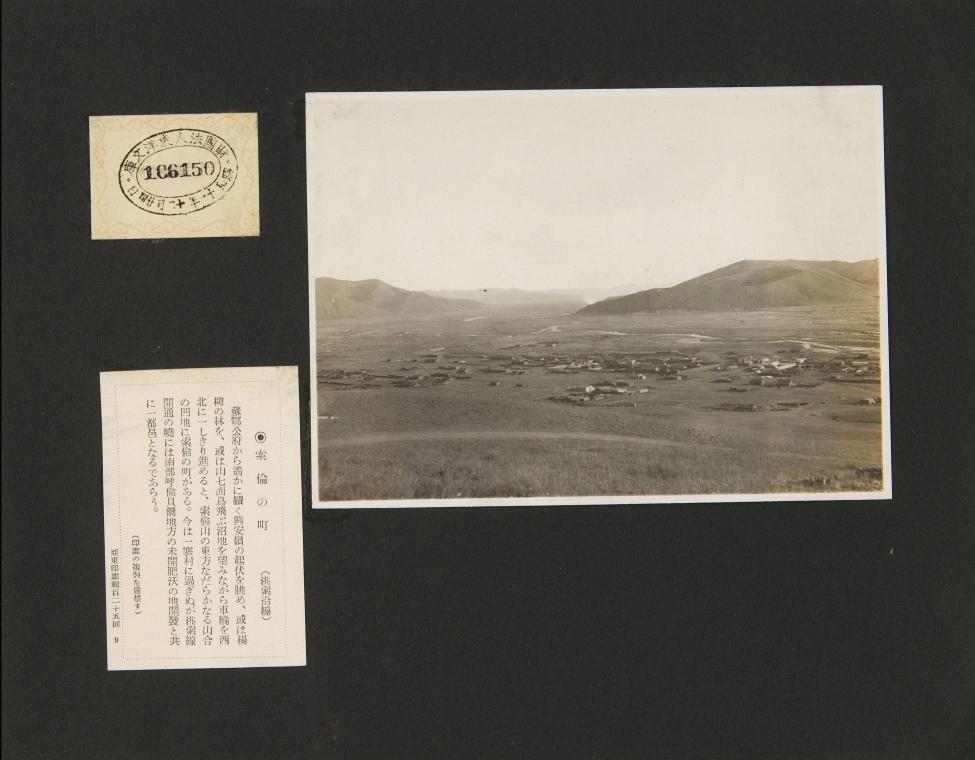 財團法人東洋文庫
106150
◉索倫の町　（洮索沿線）
蘇鄂公府から遙かに續く興安嶺の起伏を眺め、或は楊
柳の林を、或は山七面鳥飛ぶ沼地を望みながら車輪を西
北に一しきり進めると、索倫山の東方なだらかなる山合
の凹地に索倫の町がある。今は一寒村に過ぎぬが洮索線
開通の曉には南部呼倫貝爾地方の未開肥沃の地開發と共
に一都邑となるであらう。
（印畫の複製を嚴禁す）
亞東印畫輯百二十五回　9